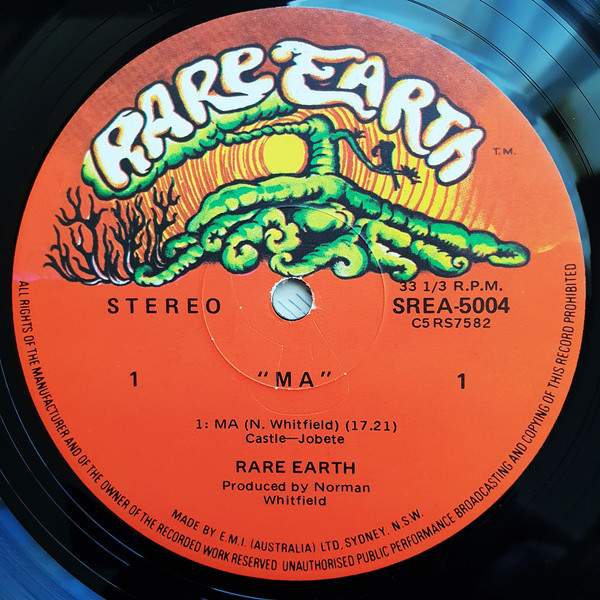 RARE EARTH
T.M.
STEREO
33 1/3 R.P.M.
SREA-5004
C5RS7582
1
"MA"
1
1: MA (N. Whitfield) (17.21)
Castle—Jobete
RARE EARTH
Produced by Norman
Whitfield
MADE BY E.M.I. (AUSTRALIA) LTD, SYDNEY, N.S.W.
ALL RIGHTS OF THE MANUFACTURER AND OF THE OWNER OF THE RECORDED WORK RESERVED UNAUTHORISED PUBLIC PERFORMANCE BROADCASTING AND COPYING OF THIS RECORD PROHIBITED